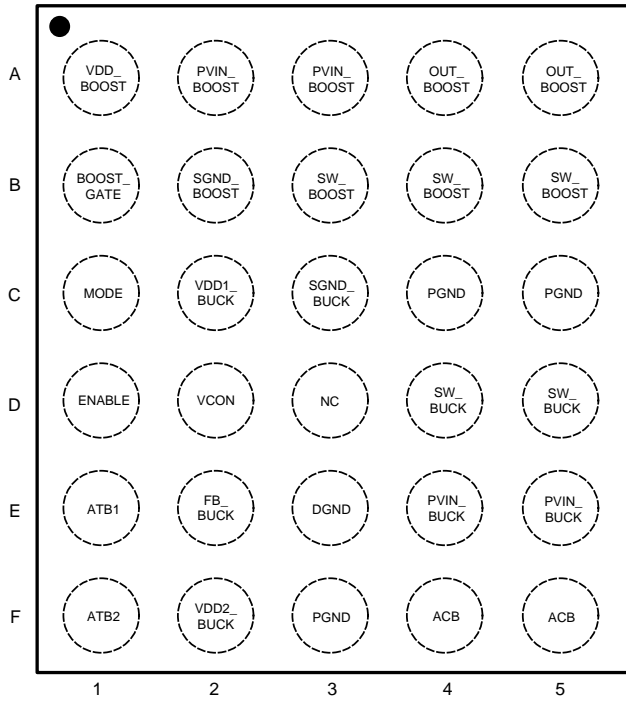 A
VDD_
BOOST
PVIN_
BOOST
PVIN_
BOOST
OUT_
BOOST
OUT_
BOOST
B
BOOST_
GATE
SGND_
BOOST
SW_
BOOST
SW_
BOOST
SW_
BOOST
C
MODE
VDD1_
BUCK
SGND_
BUCK
PGND
PGND
D
ENABLE
VCON
NC
SW_
BUCK
SW_
BUCK
E
ATB1
FB_
BUCK
DGND
PVIN_
BUCK
PVIN_
BUCK
F
ATB2
VDD2_
BUCK
PGND
ACB
ACB
1 2 3 4 5